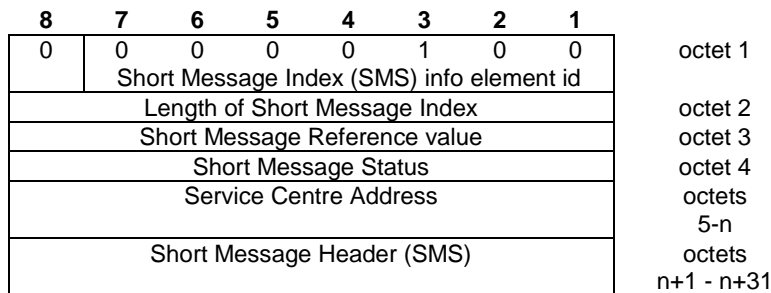 8 7 6 5 4 3 2 1
0 0 0 0 0 1 0 0 octet 1
Short Message Index (SMS) info element id
Length of Short Message Index octet 2
Short Message Reference value octet 3
Short Message Status octet 4
Service Centre Address octets
5-n
Short Message Header (SMS) octets
n+1 - n+31